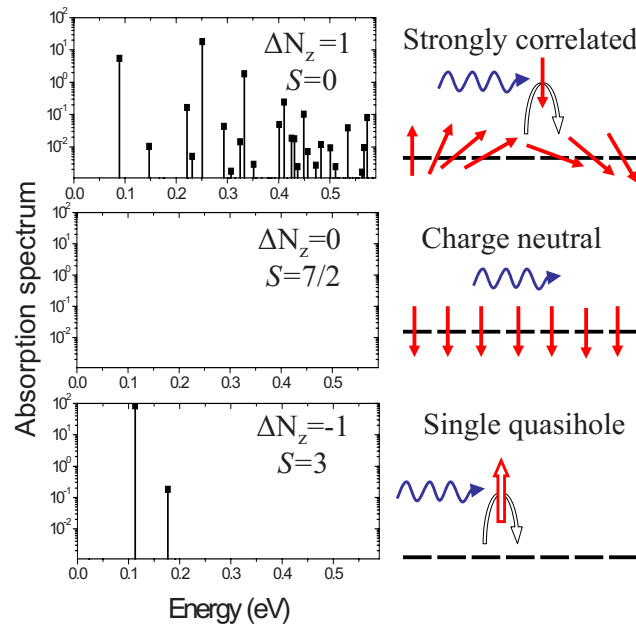 Absorption spectrum
10²
10¹
10⁰
10⁻¹
10⁻²
ΔN_z=1
S=0
0.0 0.1 0.2 0.3 0.4 0.5
Strongly correlated
10²
10¹
10⁰
10⁻¹
10⁻²
ΔN_z=0
S=7/2
0.0 0.1 0.2 0.3 0.4 0.5
Charge neutral
10²
10¹
10⁰
10⁻¹
10⁻²
ΔN_z=-1
S=3
0.0 0.1 0.2 0.3 0.4 0.5
Single quasihole
Energy (eV)